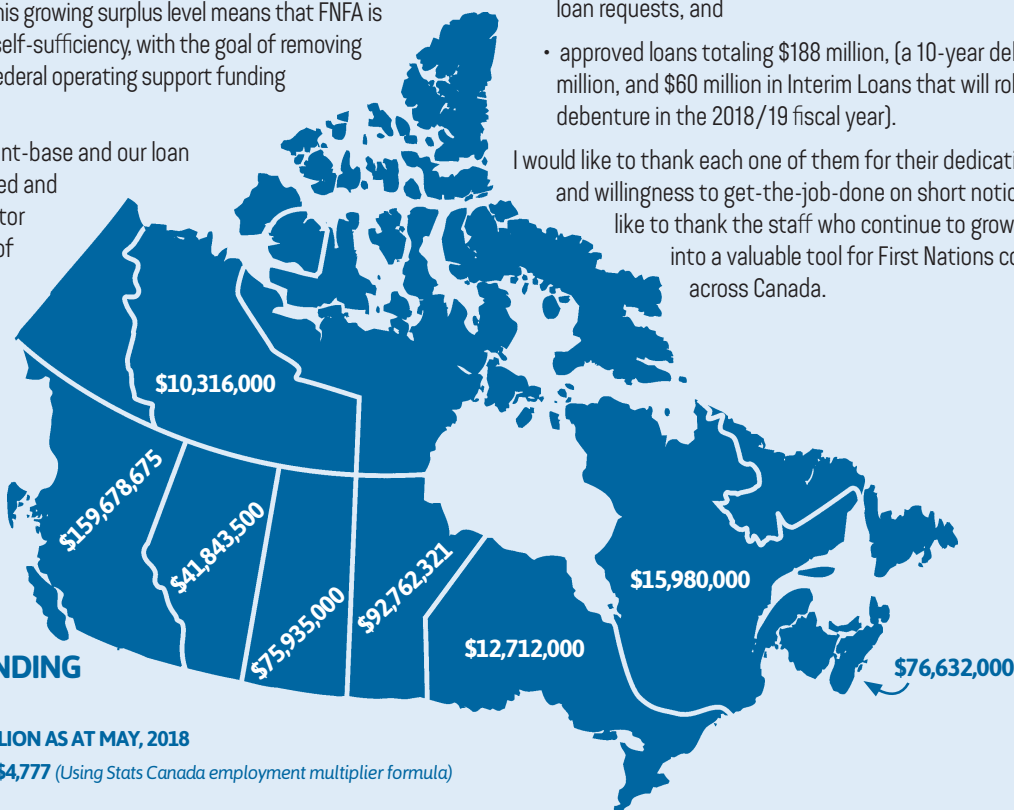 his growing surplus level means that FNFA is
self-sufficiency, with the goal of removing
ederal operating support funding
nt-base and our loan
ed and
tor
of
loan requests, and
• approved loans totaling $188 million, (a 10-year del
million, and $60 million in Interim Loans that will rol
debenture in the 2018/19 fiscal year).
I would like to thank each one of them for their dedicati
and willingness to get-the-job-done on short notic
like to thank the staff who continue to grow
into a valuable tool for First Nations co
across Canada.
$10,316,000
$159,678,675
$41,843,500
$75,935,000
$92,762,321
$12,712,000
$15,980,000
$76,632,000
NDING
LION AS AT MAY, 2018
$4,777 (Using Stats Canada employment multiplier formula)